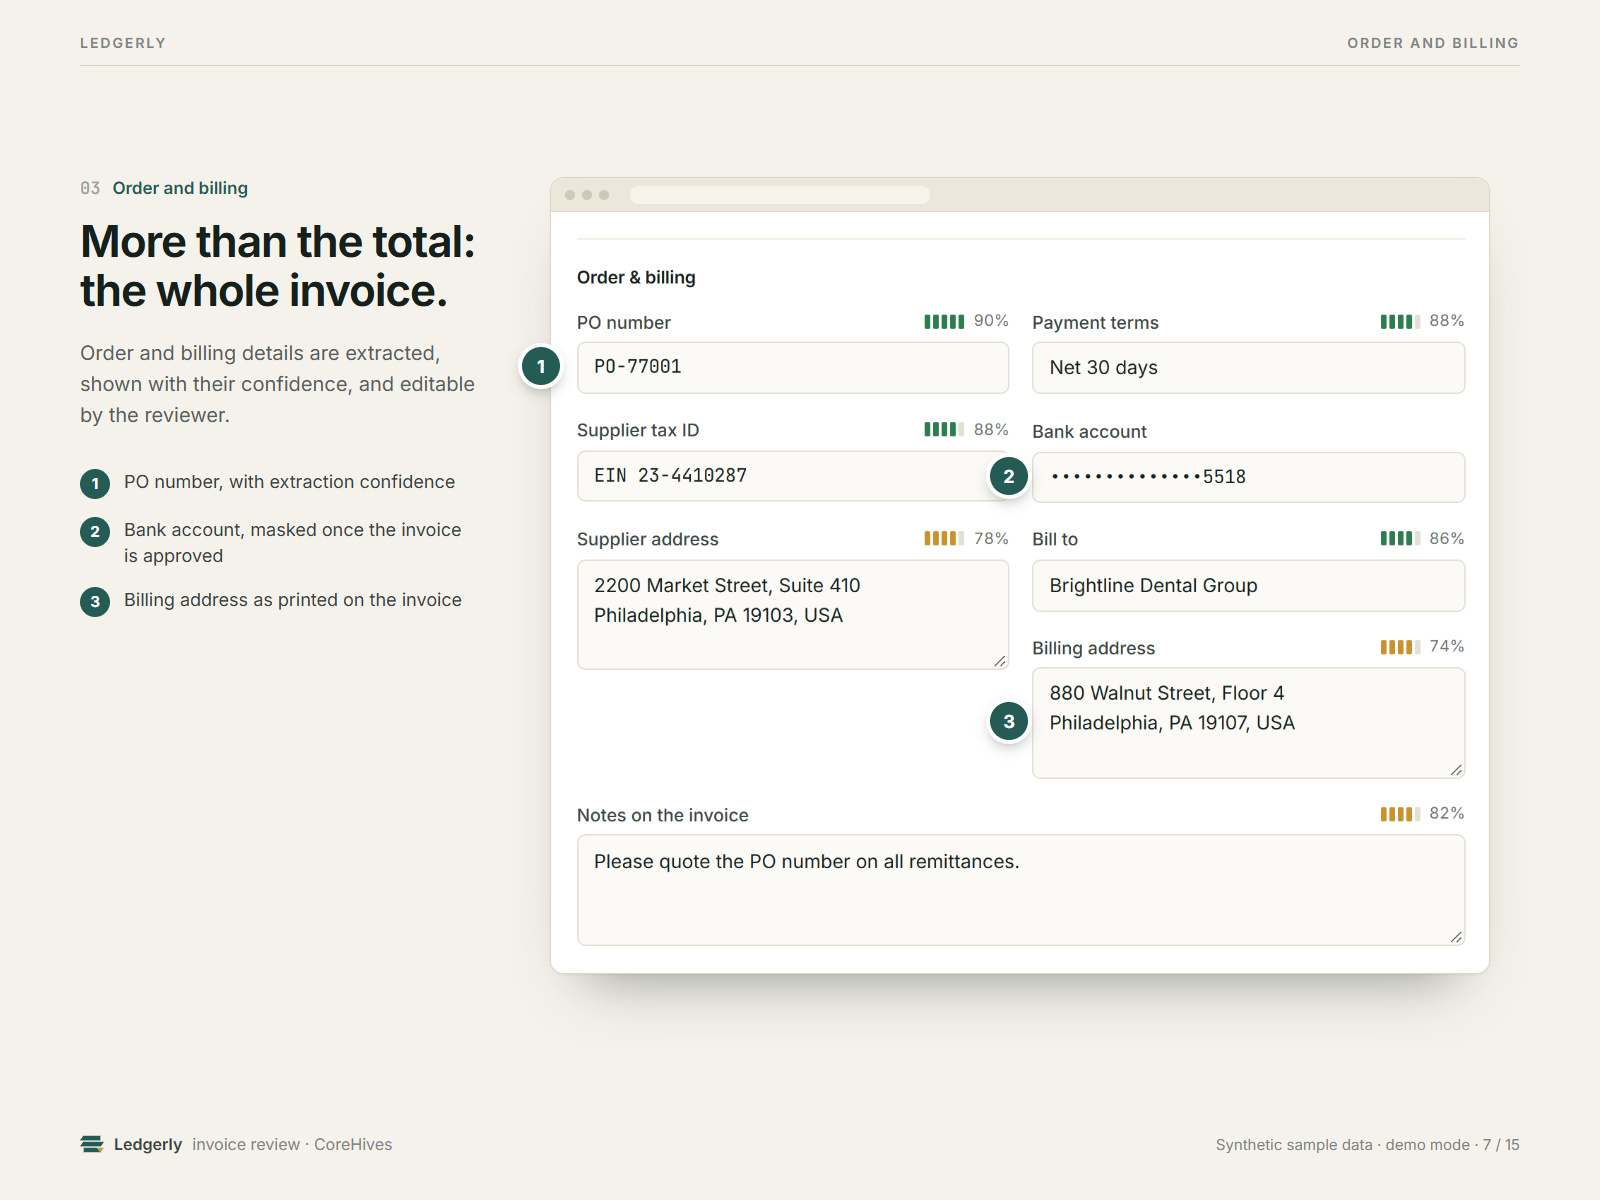 LEDGERLY
ORDER AND BILLING
03 Order and billing
More than the total:
the whole invoice.
Order and billing details are extracted,
shown with their confidence, and editable
by the reviewer.
1 PO number, with extraction confidence
2 Bank account, masked once the invoice
is approved
3 Billing address as printed on the invoice
Order & billing
PO number 90%
1 PO-77001
Payment terms 88%
Net 30 days
Supplier tax ID 88%
EIN 23-4410287
Bank account
2 ••••••••••••••5518
Supplier address 78%
2200 Market Street, Suite 410
Philadelphia, PA 19103, USA
Bill to 86%
Brightline Dental Group
Billing address 74%
3 880 Walnut Street, Floor 4
Philadelphia, PA 19107, USA
Notes on the invoice 82%
Please quote the PO number on all remittances.
Ledgerly invoice review · CoreHives
Synthetic sample data · demo mode · 7 / 15